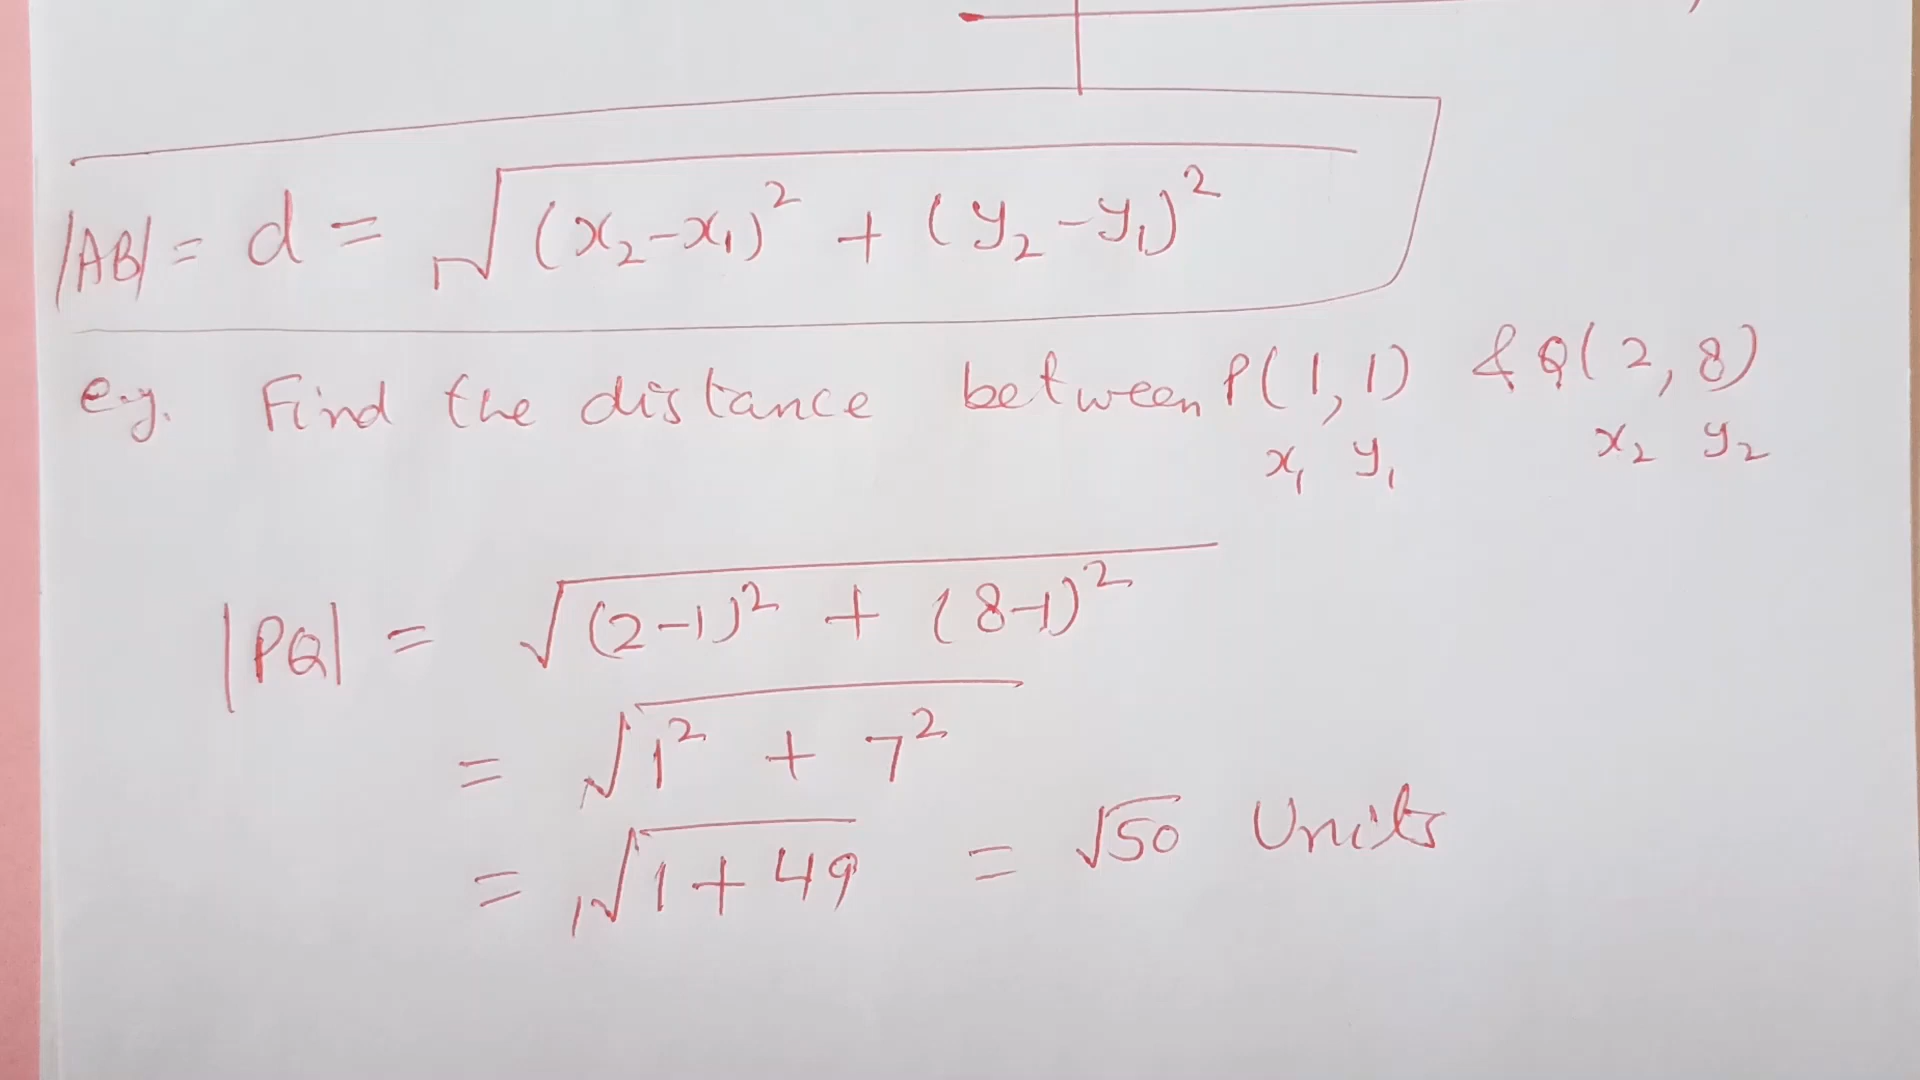 |AB| = d = √(x₂-x₁)² + (y₂-y₁)²
e.g. Find the distance between P(1,1) & Q(2,8)
x₁ y₁ x₂ y₂
|PQ| = √(2-1)² + (8-1)²
= √1² + 7²
= √1+49 = √50 Units